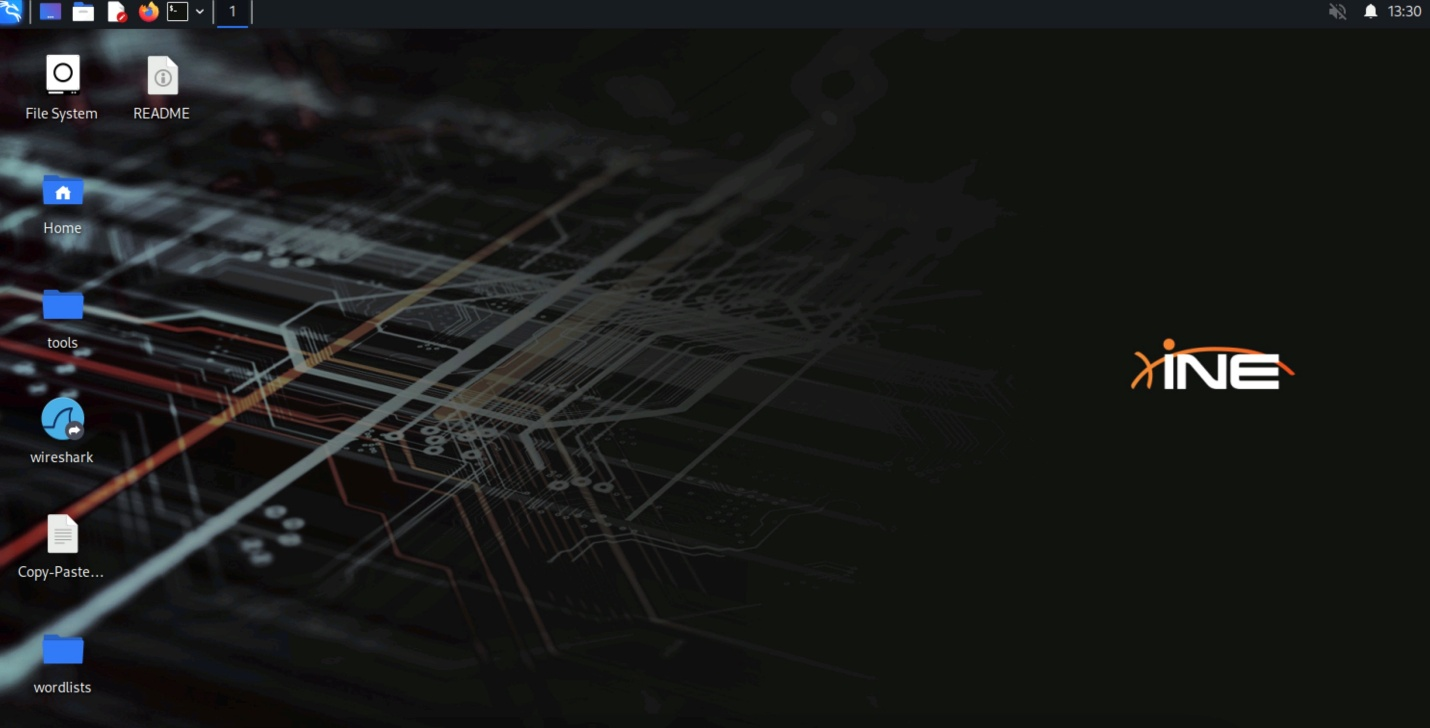 1
13:30
File System
README
Home
tools
wireshark
Copy-Paste...
wordlists
INE